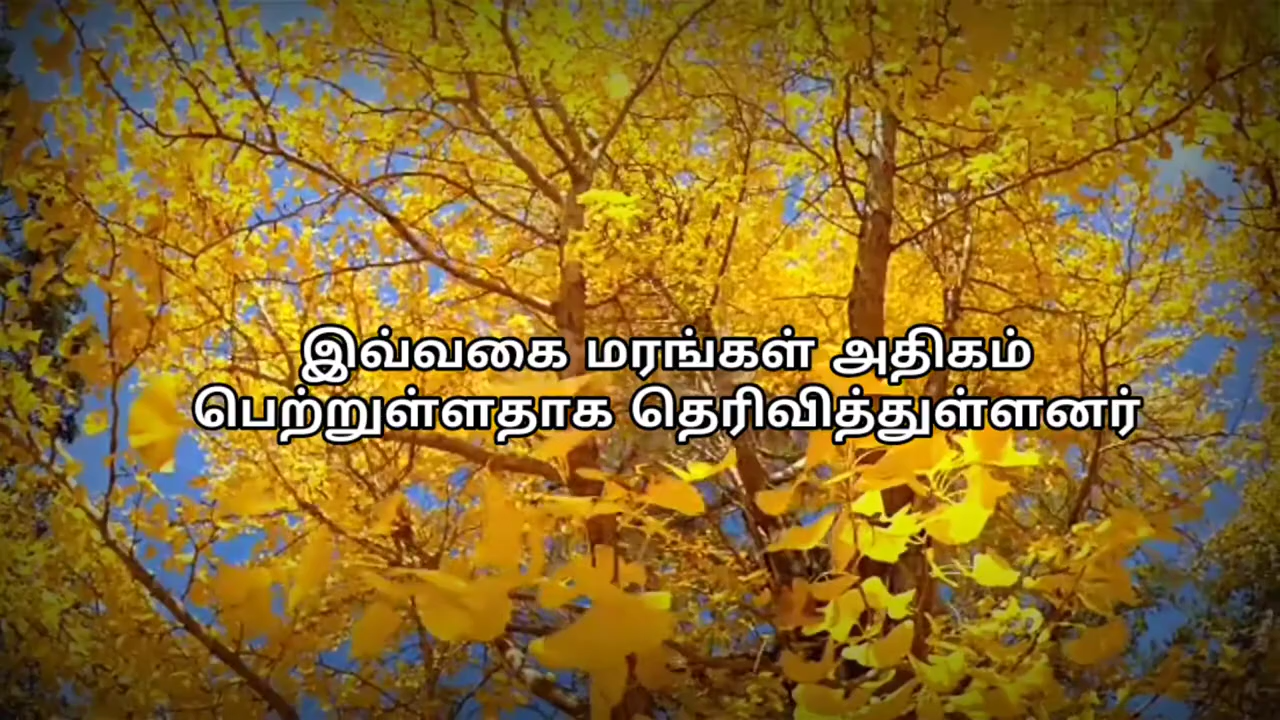 இவ்வகை மரங்கள் அதிகம்
பெற்றுள்ளதாக தெரிவித்துள்ளனர்